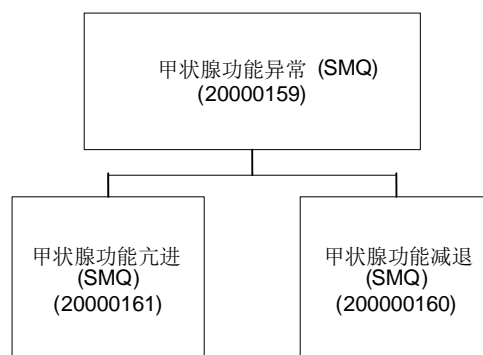 甲状腺功能异常 (SMQ)
(20000159)
甲状腺功能亢进
(SMQ)
(20000161)
甲状腺功能减退
(SMQ)
(200000160)